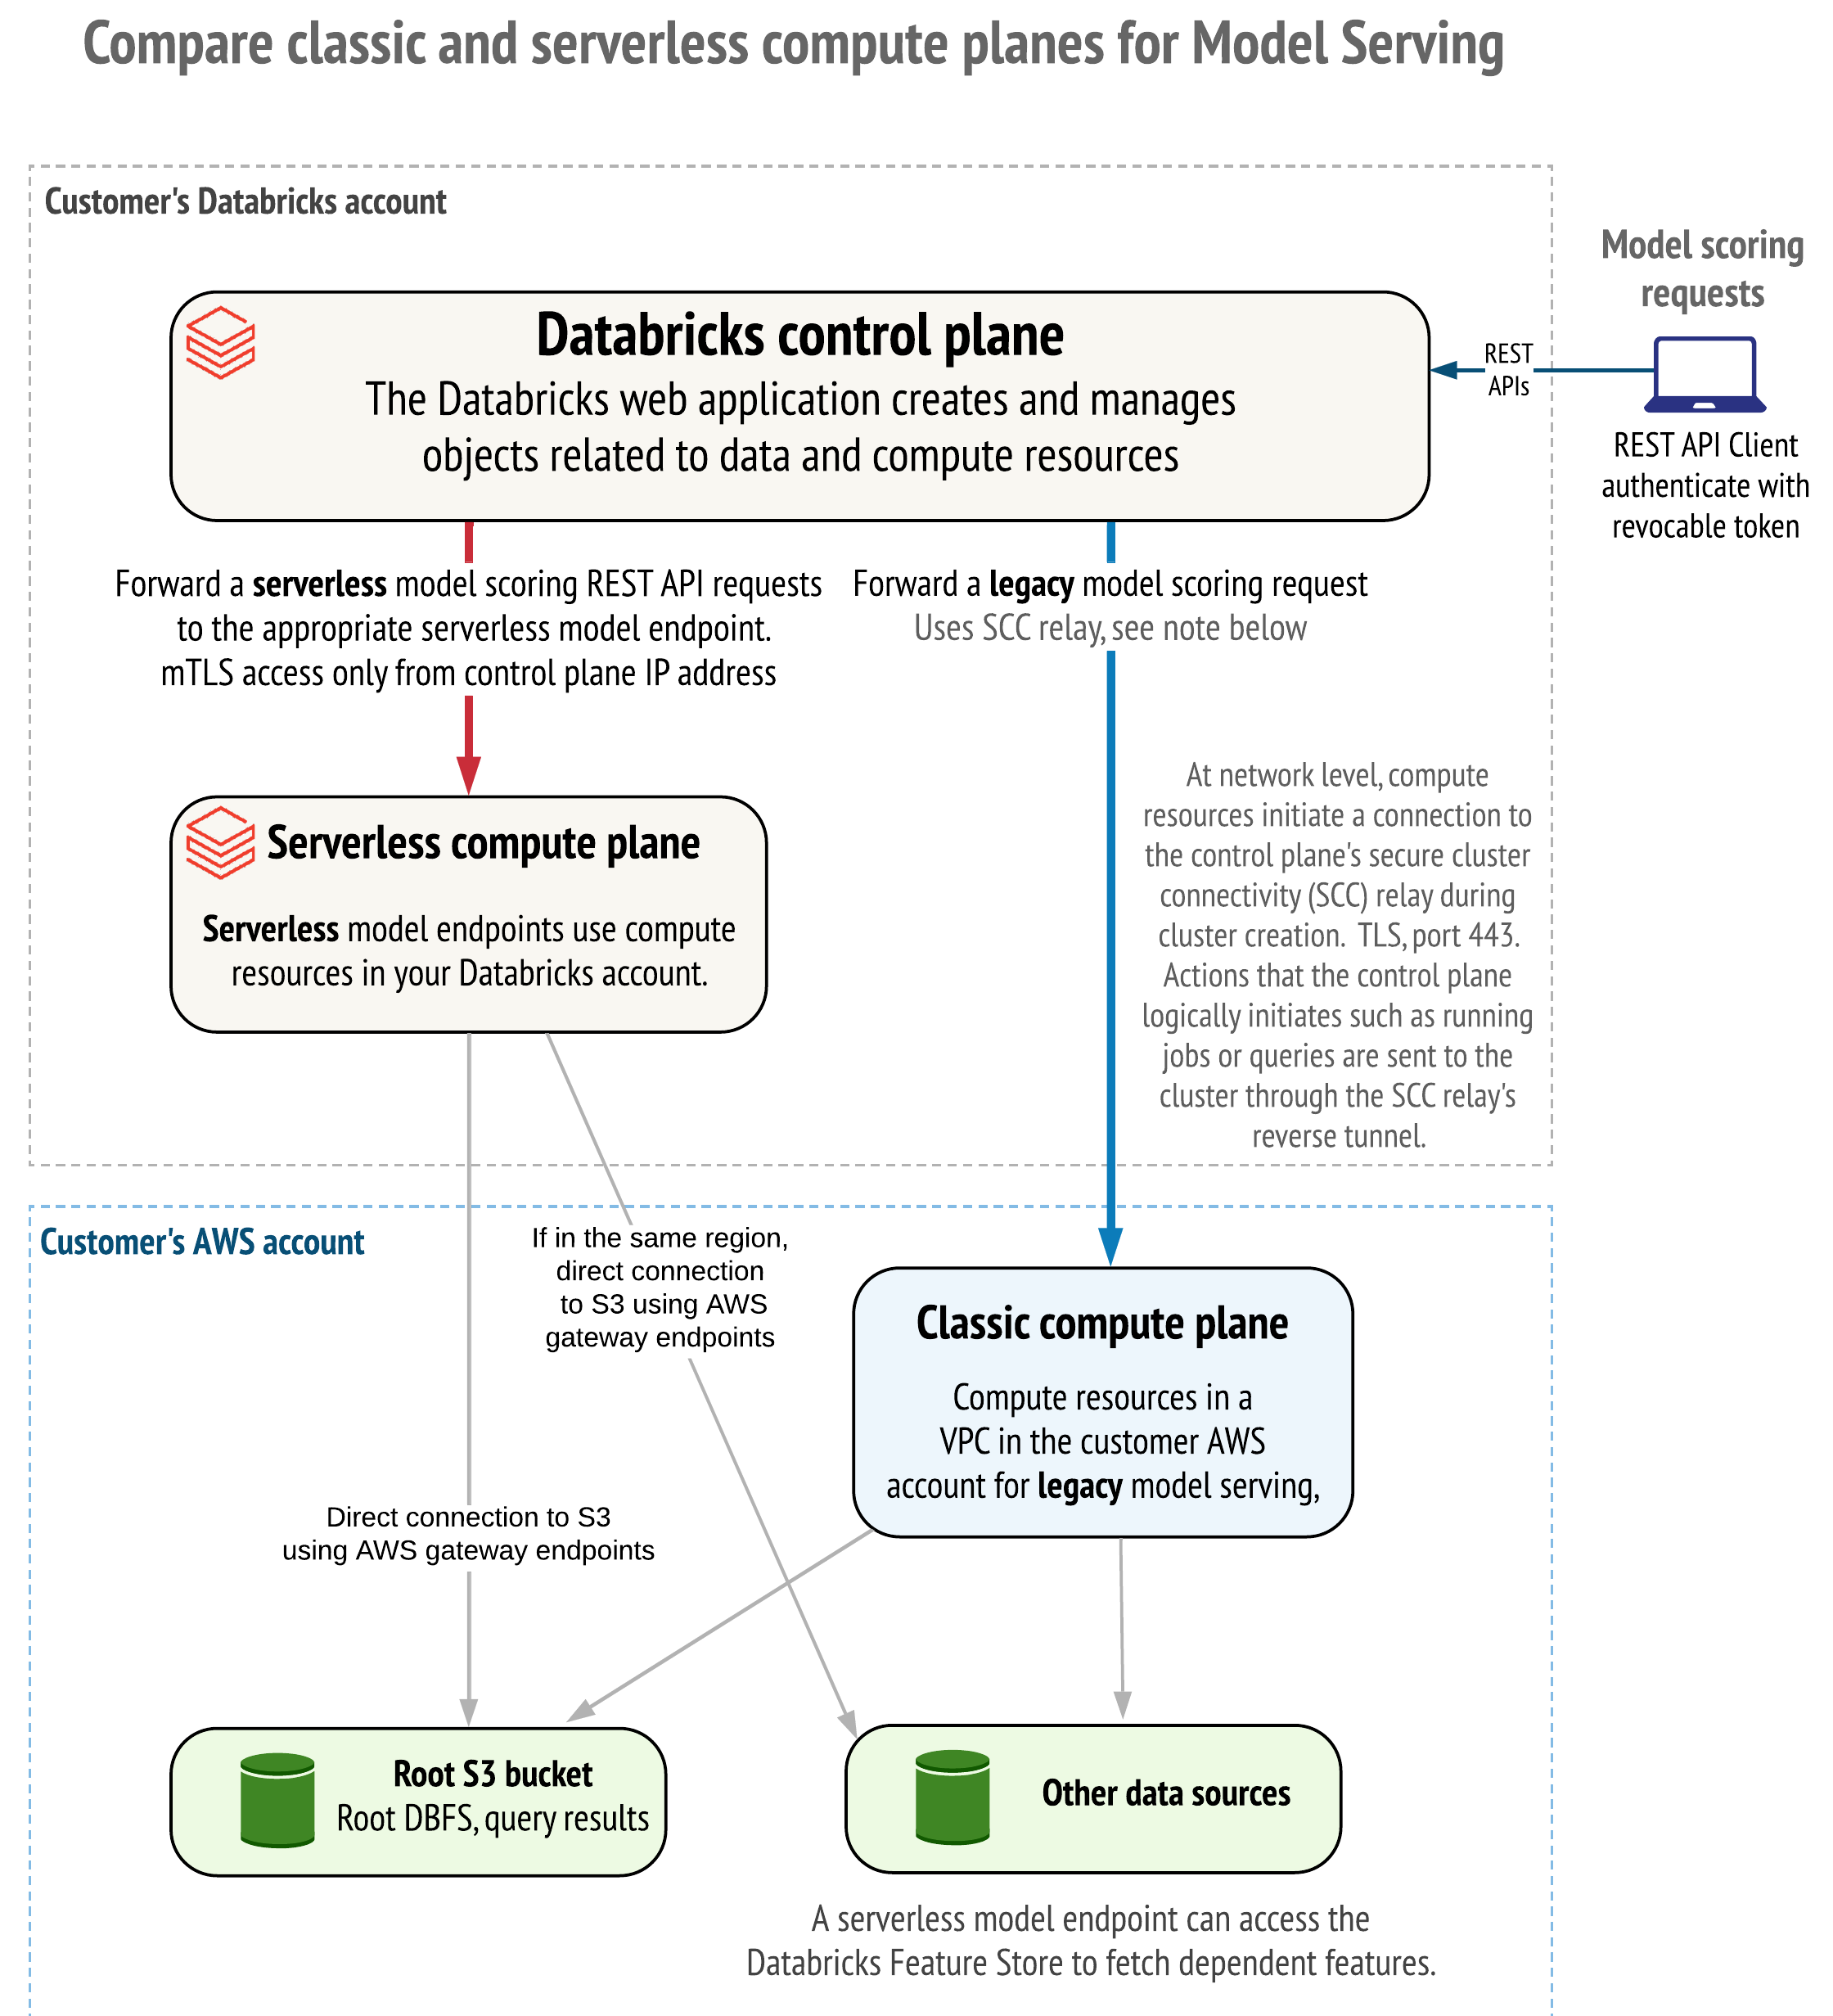 Compare classic and serverless compute planes for Model Serving
Customer's Databricks account
Model scoring
requests
Databricks control plane
The Databricks web application creates and manages
objects related to data and compute resources
REST
APIs
REST API Client
authenticate with
revocable token
Forward a serverless model scoring REST API requests
to the appropriate serverless model endpoint.
mTLS access only from control plane IP address
Forward a legacy model scoring request
Uses SCC relay, see note below
At network level, compute
resources initiate a connection to
the control plane's secure cluster
connectivity (SCC) relay during
cluster creation. TLS, port 443.
Actions that the control plane
logically initiates such as running
jobs or queries are sent to the
cluster through the SCC relay's
reverse tunnel.
Serverless compute plane
Serverless model endpoints use compute
resources in your Databricks account.
Customer's AWS account
If in the same region,
direct connection
to S3 using AWS
gateway endpoints
Classic compute plane
Compute resources in a
VPC in the customer AWS
account for legacy model serving,
Direct connection to S3
using AWS gateway endpoints
Root S3 bucket
Root DBFS, query results
Other data sources
A serverless model endpoint can access the
Databricks Feature Store to fetch dependent features.